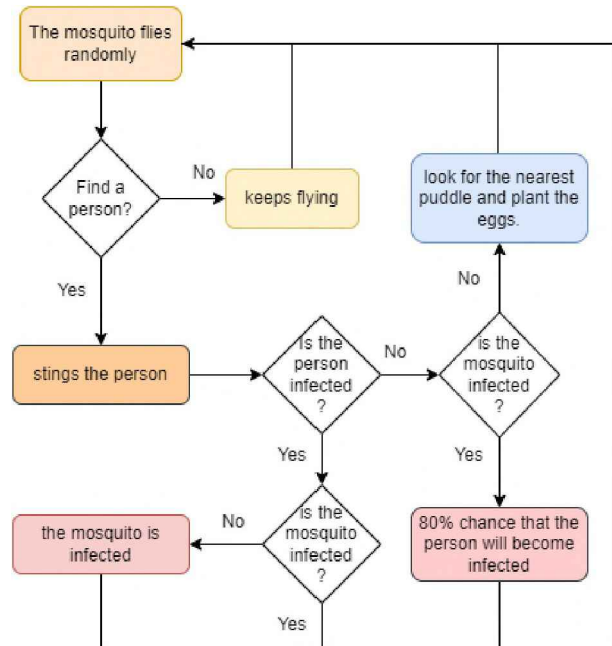 The mosquito flies
randomly
Find a
person?
No
keeps flying
look for the nearest
puddle and plant the
eggs.
Yes
No
stings the person
Is the
person
infected
?
No
is the
mosquito
infected
?
Yes
Yes
the mosquito is
infected
No
is the
mosquito
infected
?
80% chance that the
person will become
infected
Yes